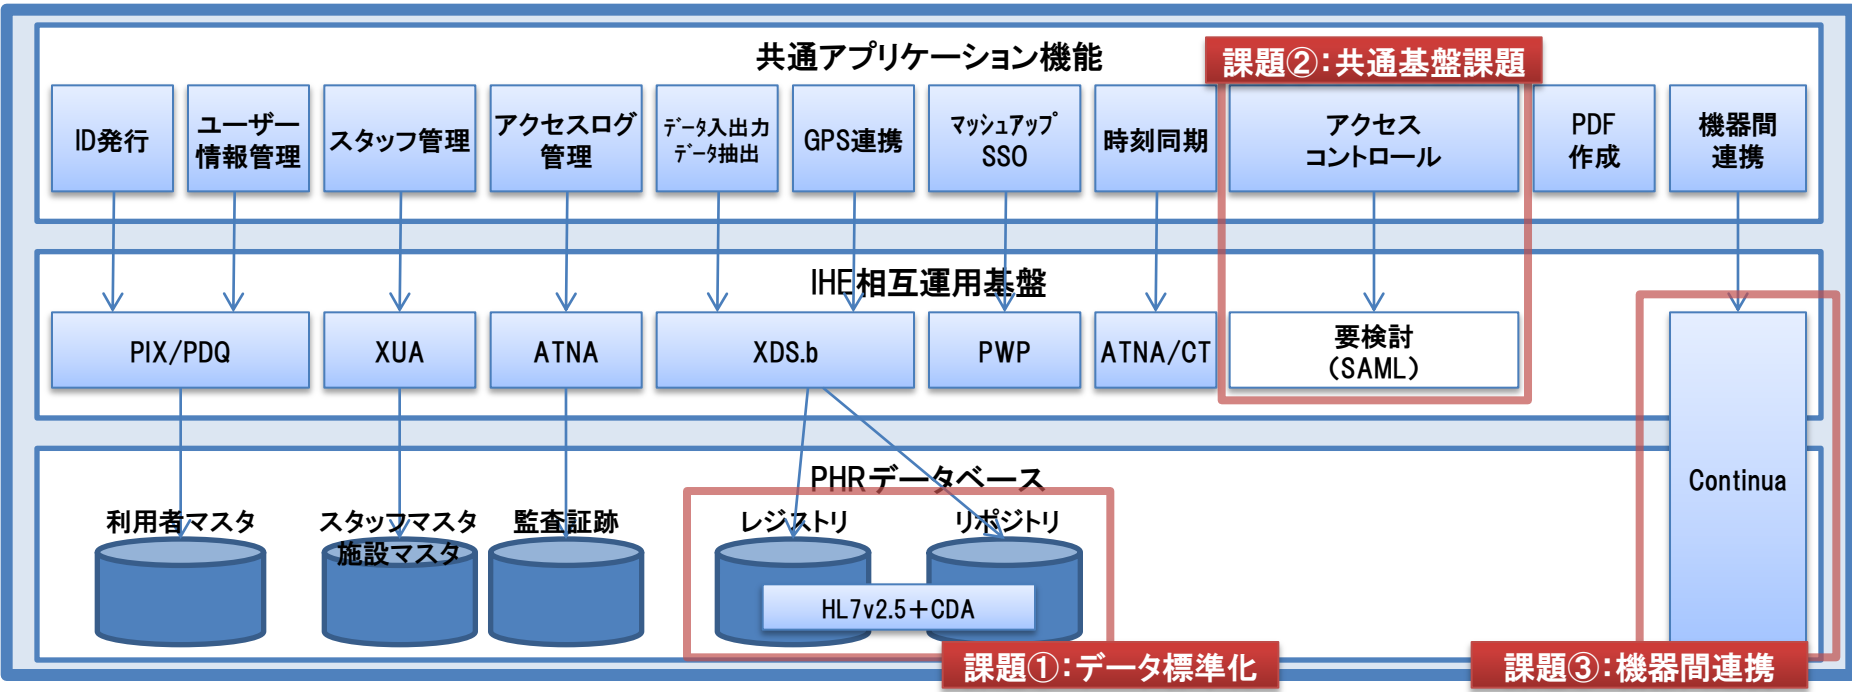 共通アプリケーション機能
課題②：共通基盤課題
ID発行
ユーザー
情報管理
スタッフ管理
アクセスログ
管理
ﾃﾞｰﾀ入出力
ﾃﾞｰﾀ抽出
GPS連携
ﾏｯｼｭｱｯﾌﾟ
SSO
時刻同期
アクセス
コントロール
PDF
作成
機器間
連携
IHE相互運用基盤
PIX/PDQ
XUA
ATNA
XDS.b
PWP
ATNA/CT
要検討
（SAML）
Continua
PHRデータベース
利用者マスタ
スタッフマスタ
施設マスタ
監査証跡
レジストリ
リポジトリ
HL7v2.5＋CDA
課題①：データ標準化
課題③：機器間連携